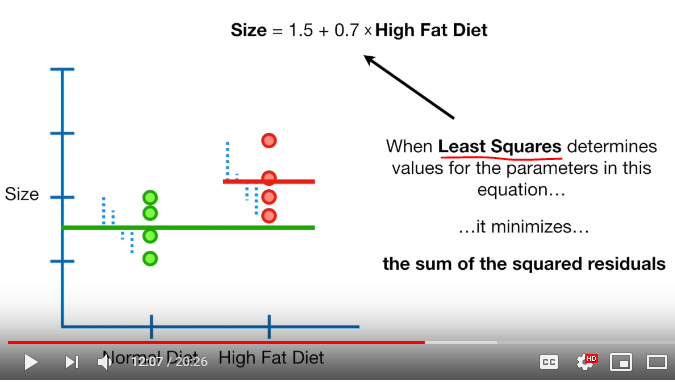 Size = 1.5 + 0.7 x High Fat Diet
When Least Squares determines
values for the parameters in this
equation…
…it minimizes…
the sum of the squared residuals
Size
Normal Diet High Fat Diet
12:07 / 20:26
CC
HD